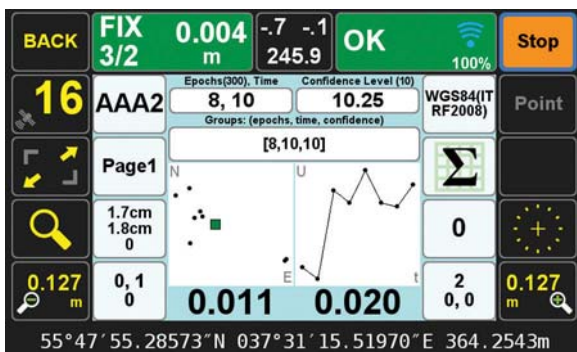 BACK
FIX
3/2
0.004
m
-.7 -.1
245.9
OK
100%
Stop
16
AAA2
Epochs(300), Time
Confidence Level (10)
8, 10
10.25
Groups: (epochs, time, confidence)
[8,10,10]
WGS84(IT
RF2008)
Point
Page1
N
U
Σ
1.7cm
1.8cm
0
0
0.127
m
0, 1
0
E
t
0.011
0.020
2
0, 0
0.127
m
55°47′55.28573″N 037°31′15.51970″E 364.2543m